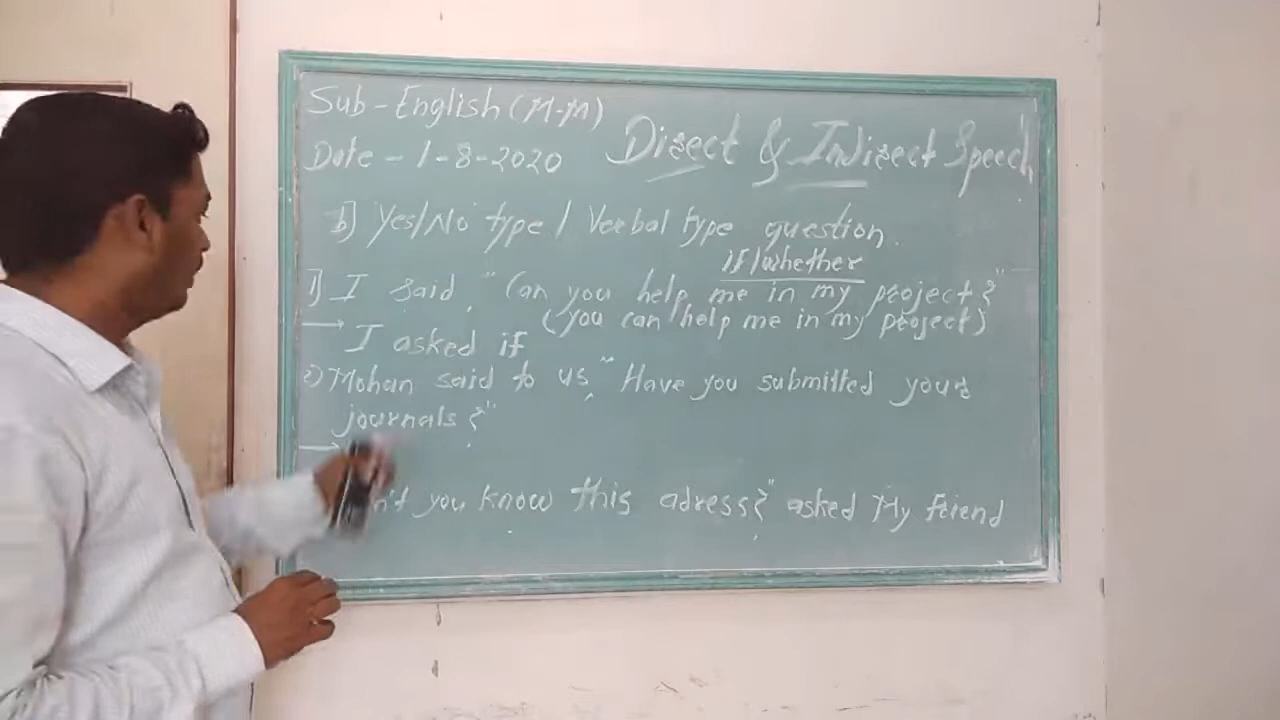 Sub-English (M-M)
Date - 1-8-2020
Direct & Indirect Speech
b] Yes/No type / Verbal type question.
if/whether
1] I said, "Can you help me in my project?"
(you can help me in my project)
→ I asked if
2) Mohan said to us, "Have you submitted your
journals?"
→
you know this adress?" asked My friend